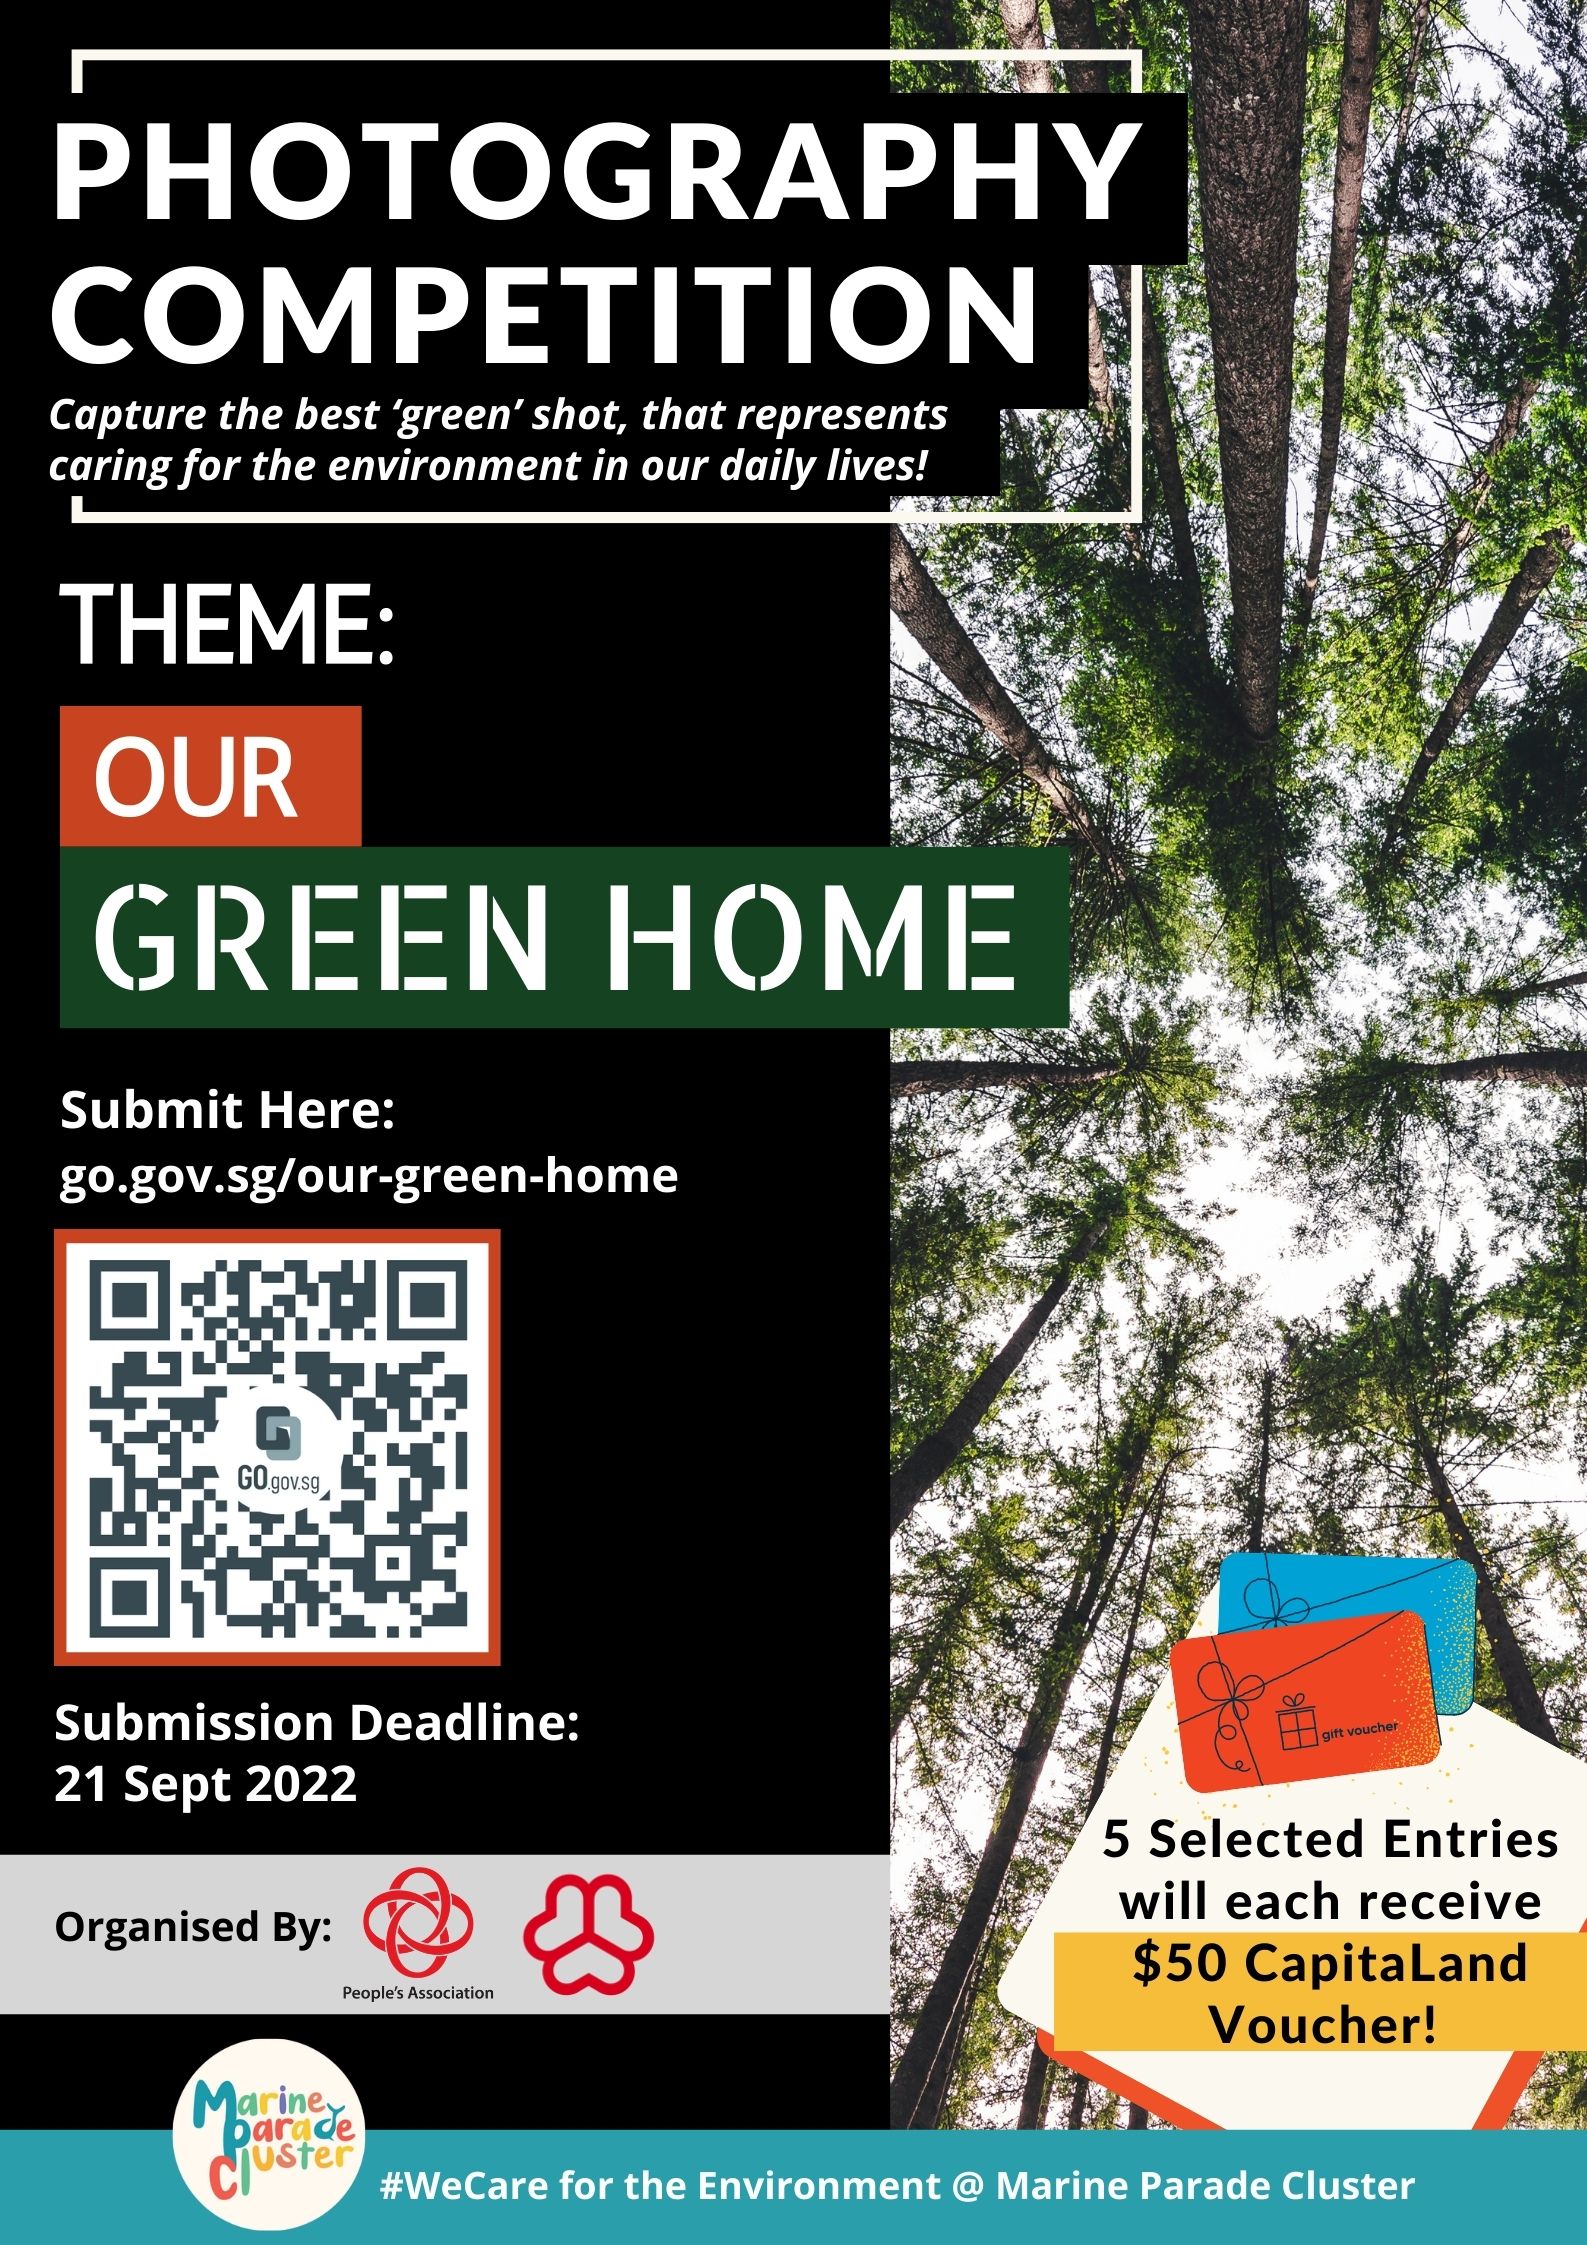 PHOTOGRAPHY
COMPETITION
Capture the best ‘green’ shot, that represents
caring for the environment in our daily lives!
THEME:
OUR
GREEN HOME
Submit Here:
go.gov.sg/our-green-home
GO.gov.sg
Submission Deadline:
21 Sept 2022
gift voucher
5 Selected Entries
will each receive
$50 CapitaLand
Voucher!
Organised By:
People’s Association
Marine
Parade
Cluster
#WeCare for the Environment @ Marine Parade Cluster